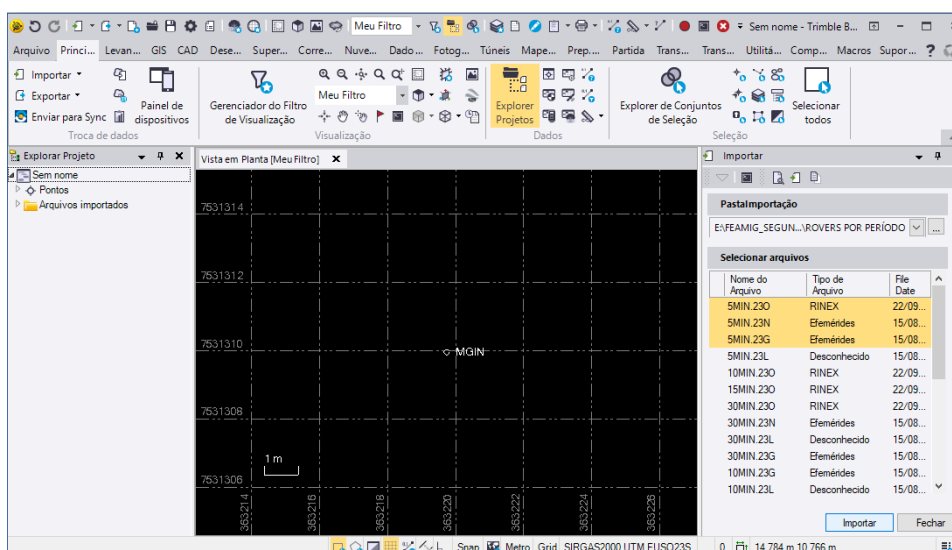 Meu Filtro
Sem nome - Trimble B...
Arquivo Princi... Levan... GIS CAD Dese... Super... Corre... Nuve... Dado... Fotog... Túneis Mape... Prep.... Partida Trans... Trans... Utilitá... Comp... Macros Supor... ?
Importar
Exportar
Enviar para Sync
Painel de dispositivos
Troca de dados
Gerenciador do Filtro de Visualização
Meu Filtro
Visualização
Explorer Projetos
Dados
Explorer de Conjuntos de Seleção
Selecionar todos
Seleção
Explorar Projeto
Sem nome
Pontos
Arquivos importados
Vista em Planta [Meu Filtro]
7531314
7531312
7531310
MGIN
7531308
1 m
7531306
363214
363216
363218
363220
363222
363224
363226
Importar
PastaImportação
E:\FEAMIG_SEGUN...\ROVERS POR PERÍODO ...
Selecionar arquivos
Nome do Arquivo Tipo de Arquivo File Date
5MIN.23O RINEX 22/09...
5MIN.23N Efemérides 15/08...
5MIN.23G Efemérides 15/08...
5MIN.23L Desconhecido 15/08...
10MIN.23O RINEX 22/09...
15MIN.23O RINEX 22/09...
30MIN.23O RINEX 22/09...
30MIN.23N Efemérides 15/08...
30MIN.23L Desconhecido 15/08...
30MIN.23G Efemérides 15/08...
10MIN.23G Efemérides 15/08...
10MIN.23L Desconhecido 15/08...
Importar Fechar
Snap Metro Grid SIRGAS2000 UTM FUSO23S 0 14,784 m 10,766 m